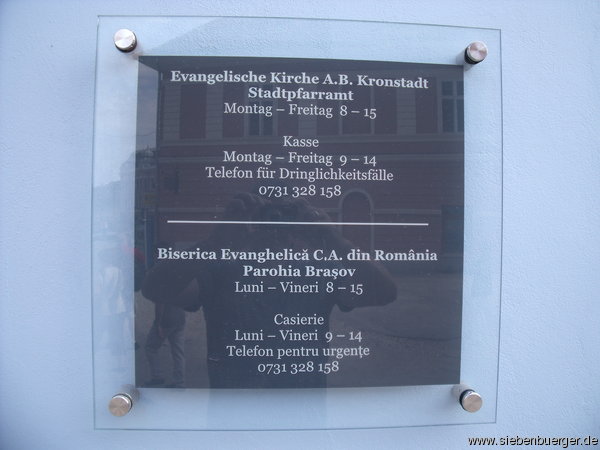 Evangelische Kirche A.B. Kronstadt
Stadtpfarramt
Montag – Freitag 8 – 15
Kasse
Montag – Freitag 9 – 14
Telefon für Dringlichkeitsfälle
0731 328 158
Biserica Evanghelică C.A. din România
Parohia Braşov
Luni – Vineri 8 – 15
Casierie
Luni – Vineri 9 – 14
Telefon pentru urgenţe
0731 328 158
www.siebenbuerger.de